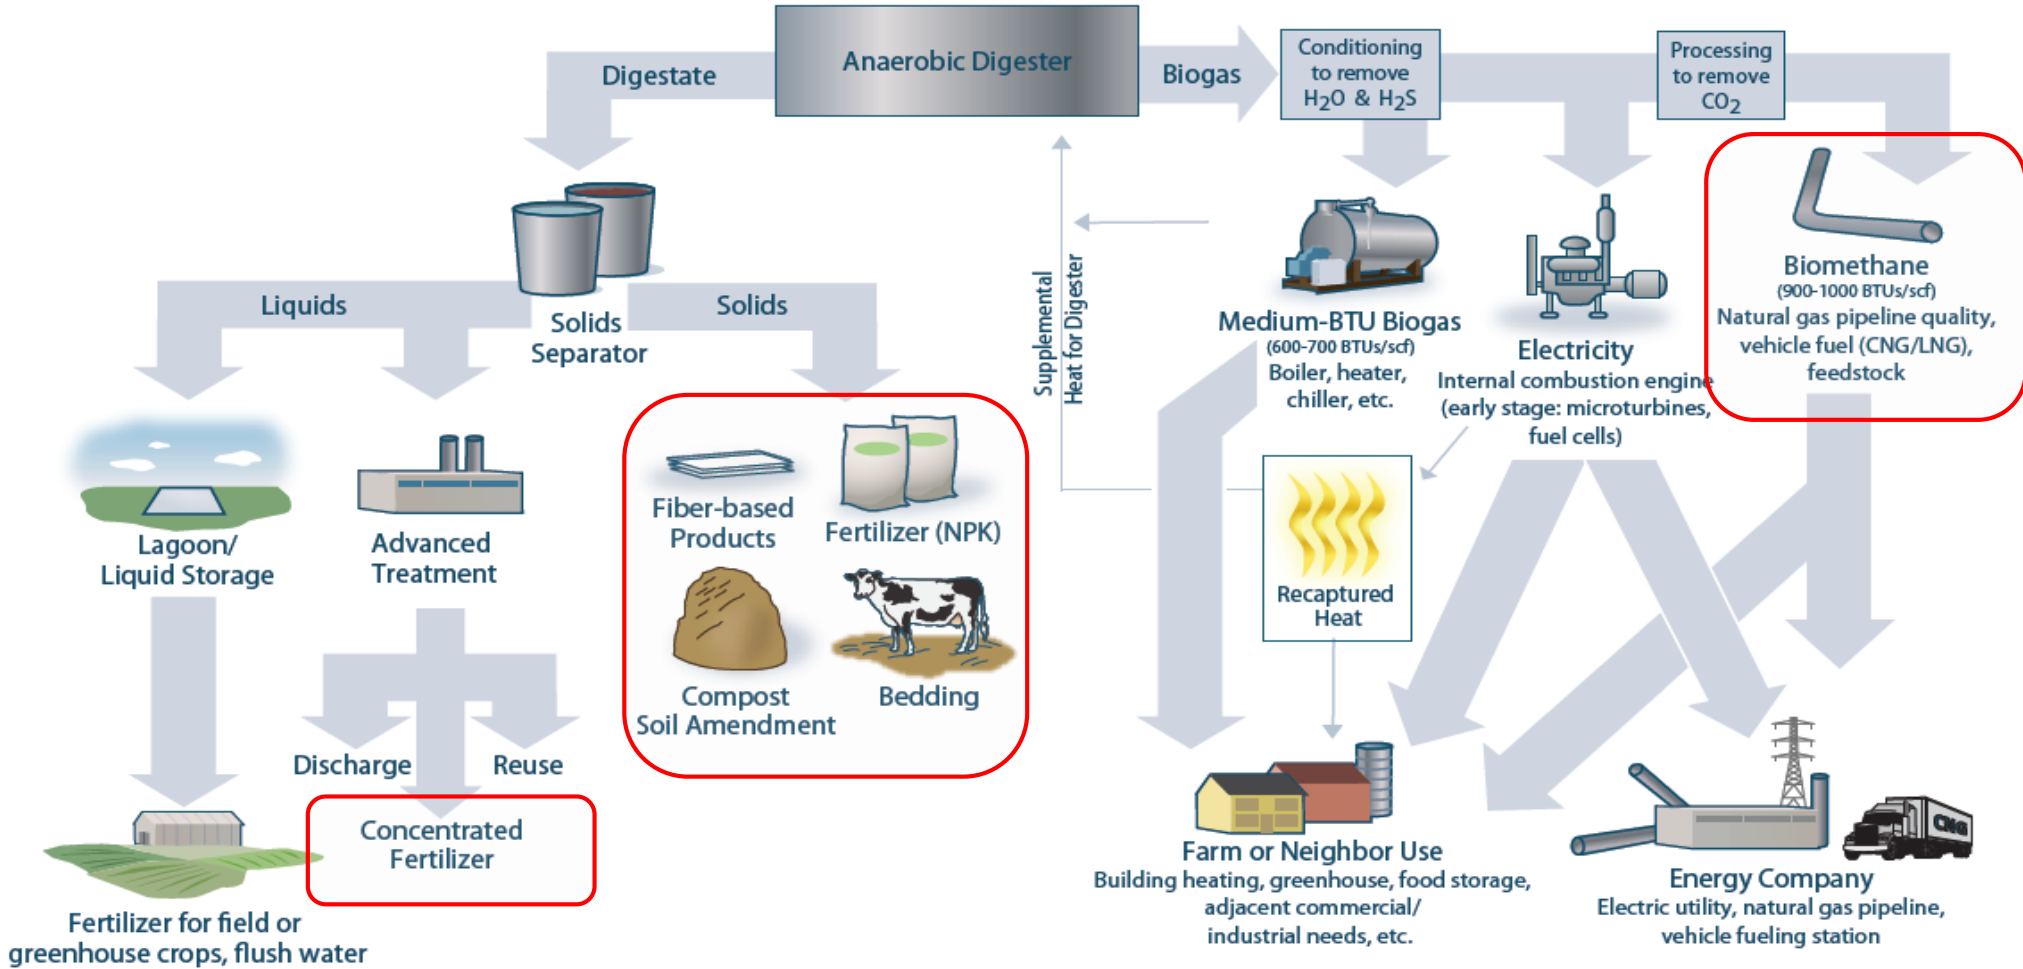 Anaerobic Digester
Digestate
Biogas
Conditioning
to remove
H2O & H2S
Processing
to remove
CO2
Solids
Separator
Liquids
Solids
Lagoon/
Liquid Storage
Advanced
Treatment
Discharge
Reuse
Concentrated
Fertilizer
Fertilizer for field or
greenhouse crops, flush water
Fiber-based
Products
Fertilizer (NPK)
Compost
Soil Amendment
Bedding
Supplemental
Heat for Digester
Medium-BTU Biogas
(600-700 BTUs/scf)
Boiler, heater,
chiller, etc.
Electricity
Internal combustion engine
(early stage: microturbines,
fuel cells)
Biomethane
(900-1000 BTUs/scf)
Natural gas pipeline quality,
vehicle fuel (CNG/LNG),
feedstock
Recaptured
Heat
Farm or Neighbor Use
Building heating, greenhouse, food storage,
adjacent commercial/
industrial needs, etc.
CNG
Energy Company
Electric utility, natural gas pipeline,
vehicle fueling station